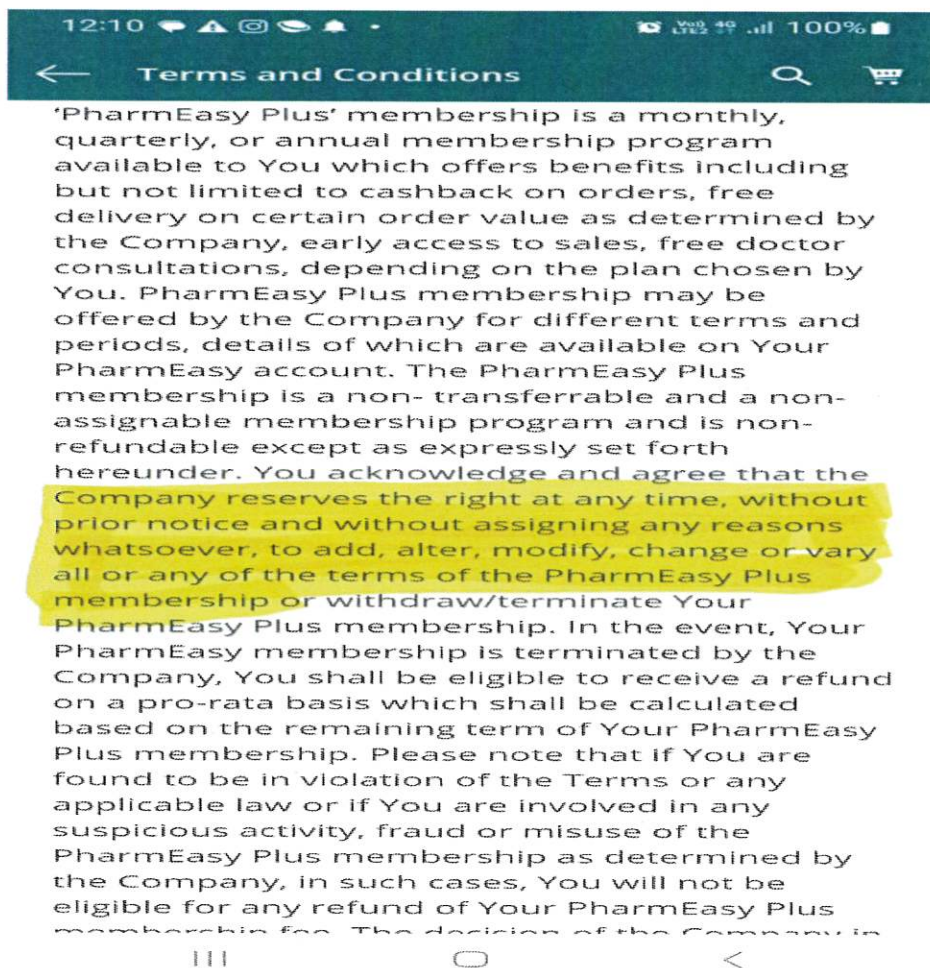 12:10
Vo) 4G
LTE2 100%
Terms and Conditions
'PharmEasy Plus' membership is a monthly,
quarterly, or annual membership program
available to You which offers benefits including
but not limited to cashback on orders, free
delivery on certain order value as determined by
the Company, early access to sales, free doctor
consultations, depending on the plan chosen by
You. PharmEasy Plus membership may be
offered by the Company for different terms and
periods, details of which are available on Your
PharmEasy account. The PharmEasy Plus
membership is a non- transferrable and a non-
assignable membership program and is non-
refundable except as expressly set forth
hereunder. You acknowledge and agree that the
Company reserves the right at any time, without
prior notice and without assigning any reasons
whatsoever, to add, alter, modify, change or vary
all or any of the terms of the PharmEasy Plus
membership or withdraw/terminate Your
PharmEasy Plus membership. In the event, Your
PharmEasy membership is terminated by the
Company, You shall be eligible to receive a refund
on a pro-rata basis which shall be calculated
based on the remaining term of Your PharmEasy
Plus membership. Please note that if You are
found to be in violation of the Terms or any
applicable law or if You are involved in any
suspicious activity, fraud or misuse of the
PharmEasy Plus membership as determined by
the Company, in such cases, You will not be
eligible for any refund of Your PharmEasy Plus
membership fee. The decision of the Company in